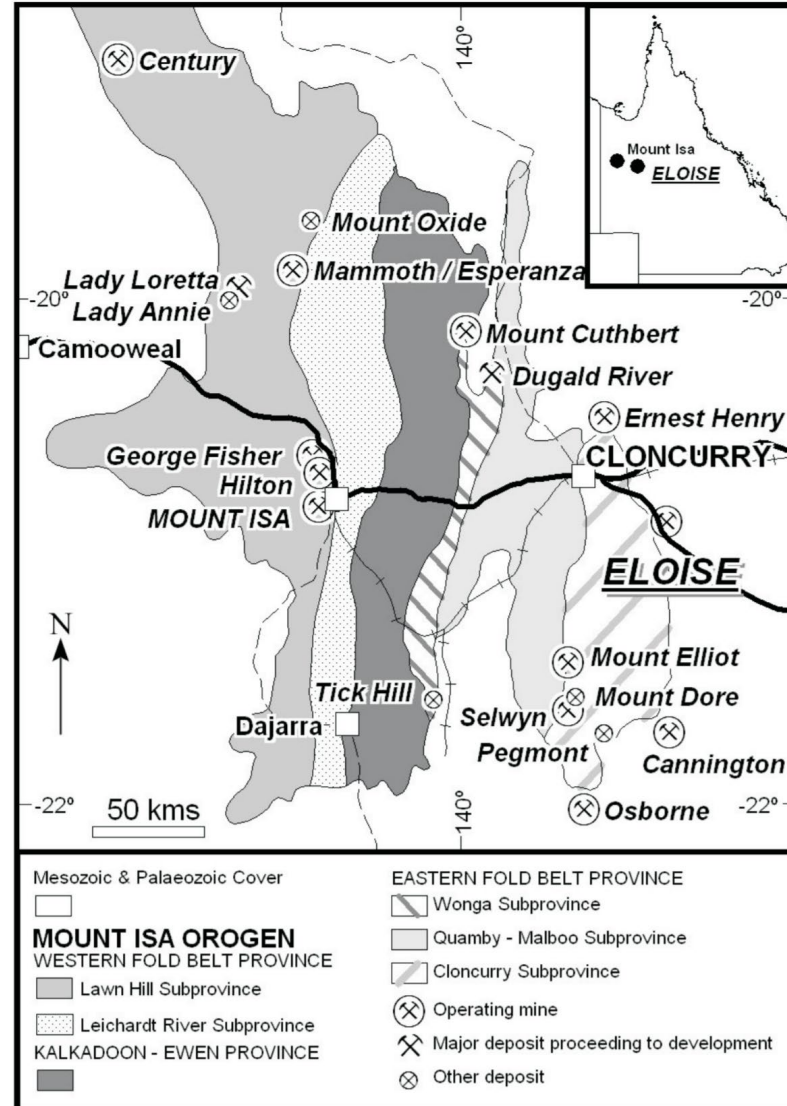 140°
Century
Mount Isa
ELOISE
Mount Oxide
Mammoth / Esperanza
Lady Loretta
Lady Annie
-20°
-20°
Mount Cuthbert
Camooweal
Dugald River
Ernest Henry
George Fisher
CLONCURRY
Hilton
MOUNT ISA
ELOISE
N
Mount Elliot
Tick Hill
Mount Dore
Selwyn
Dajarra
Pegmont
Cannington
-22°
50 kms
140°
Osborne
-22°
Mesozoic & Palaeozoic Cover
MOUNT ISA OROGEN
WESTERN FOLD BELT PROVINCE
Lawn Hill Subprovince
Leichardt River Subprovince
KALKADOON - EWEN PROVINCE
EASTERN FOLD BELT PROVINCE
Wonga Subprovince
Quamby - Malboo Subprovince
Cloncurry Subprovince
Operating mine
Major deposit proceeding to development
Other deposit